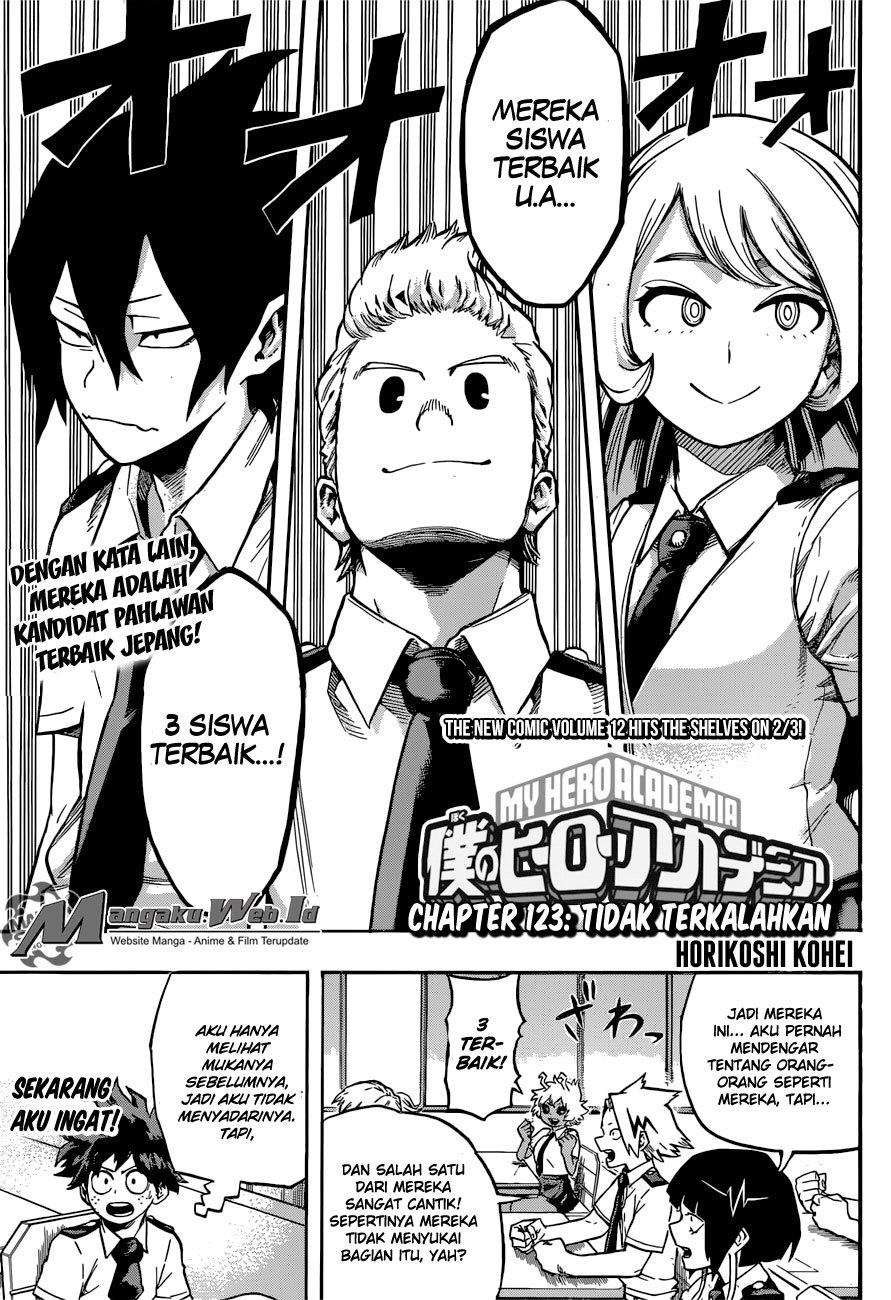 オオオ
MEREKA
SISWA
TERBAIK
U.A...
DENGAN KATA LAIN,
MEREKA ADALAH
KANDIDAT PAHLAWAN
TERBAIK JEPANG!
3 SISWA
TERBAIK...!
THE NEW COMIC VOLUME 12 HITS THE SHELVES ON 2/3!
MY HERO ACADEMIA
ぼく
僕のヒーローアカデミア
CHAPTER 123: TIDAK TERKALAHKAN
HORIKOSHI KOHEI
Mangaku.Web.Id
Website Manga - Anime & Film Terupdate
JADI MEREKA
INI... AKU PERNAH
MENDENGAR
TENTANG ORANG-
ORANG SEPERTI
MEREKA, TAPI...
ざわっ
3
TER-
BAIK!
DAN SALAH SATU
DARI MEREKA
SANGAT CANTIK!
SEPERTINYA MEREKA
TIDAK MENYUKAI
BAGIAN ITU, YAH?
AKU HANYA
MELIHAT
MUKANYA
SEBELUMNYA,
JADI AKU TIDAK
MENYADARINYA.
TAPI,
SEKARANG
AKU INGAT!